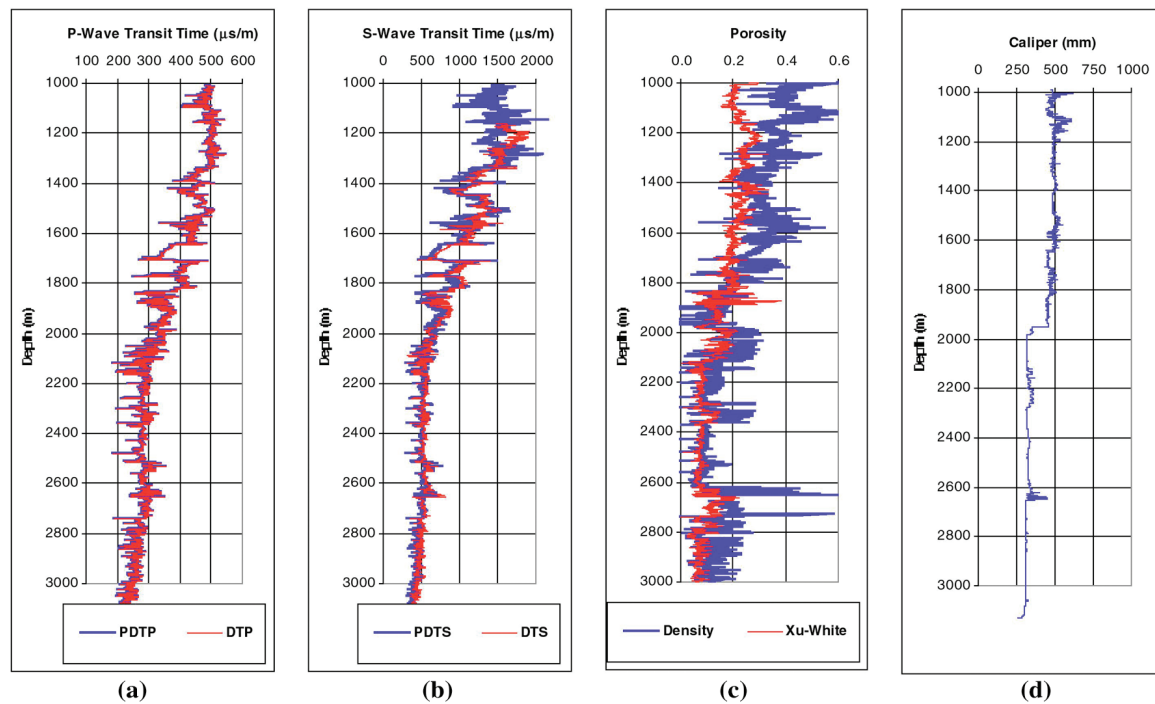 P-Wave Transit Time (µs/m)
100 200 300 400 500 600
1000
1200
1400
1600
1800
2000
2200
2400
2600
2800
3000
Depth (m)
PDTP DTP
(a)
S-Wave Transit Time (µs/m)
0 500 1000 1500 2000
1000
1200
1400
1600
1800
2000
2200
2400
2600
2800
3000
Depth (m)
PDTS DTS
(b)
Porosity
0.0 0.2 0.4 0.6
1000
1200
1400
1600
1800
2000
2200
2400
2600
2800
3000
Depth (m)
Density Xu-White
(c)
Caliper (mm)
0 250 500 750 1000
1000
1200
1400
1600
1800
2000
2200
2400
2600
2800
3000
Depth (m)
(d)